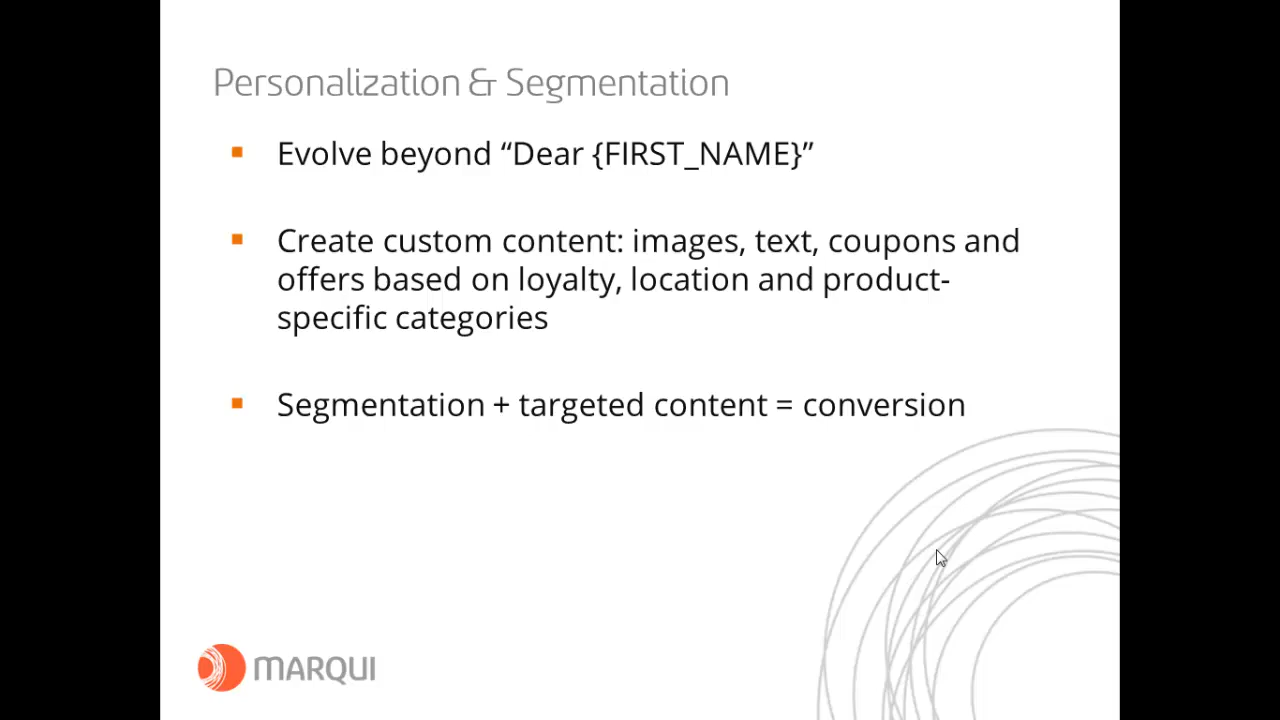 Personalization & Segmentation
Evolve beyond “Dear {FIRST_NAME}”
Create custom content: images, text, coupons and
offers based on loyalty, location and product-
specific categories
Segmentation + targeted content = conversion
MARQUI